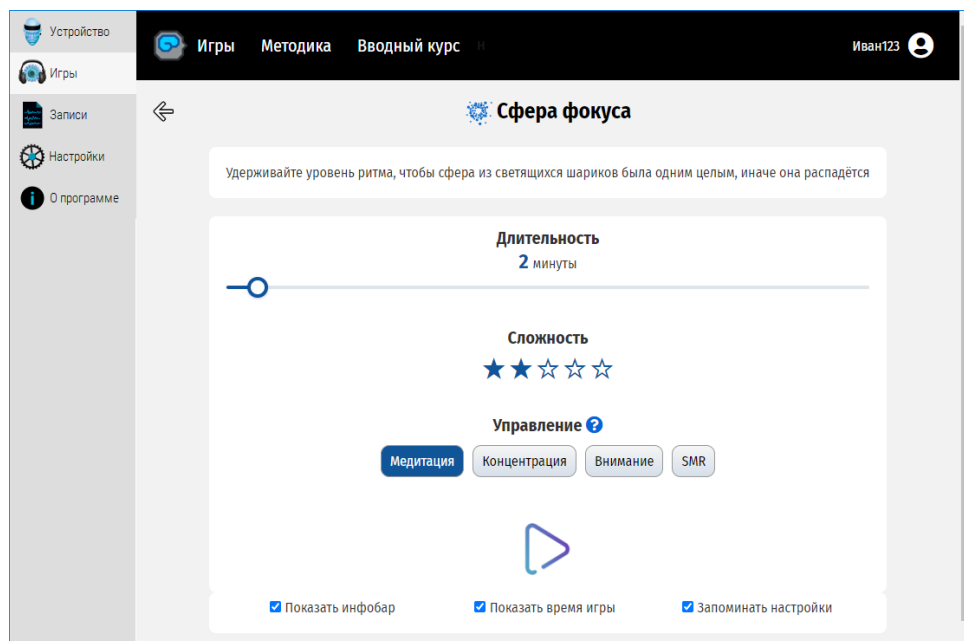 Устройство
Игры
Записи
Настройки
О программе
Игры Методика Вводный курс Н
Иван123
Сфера фокуса
Удерживайте уровень ритма, чтобы сфера из светящихся шариков была одним целым, иначе она распадётся
Длительность
2 минуты
Сложность
Управление ?
Медитация Концентрация Внимание SMR
Показать инфобар Показать время игры Запоминать настройки